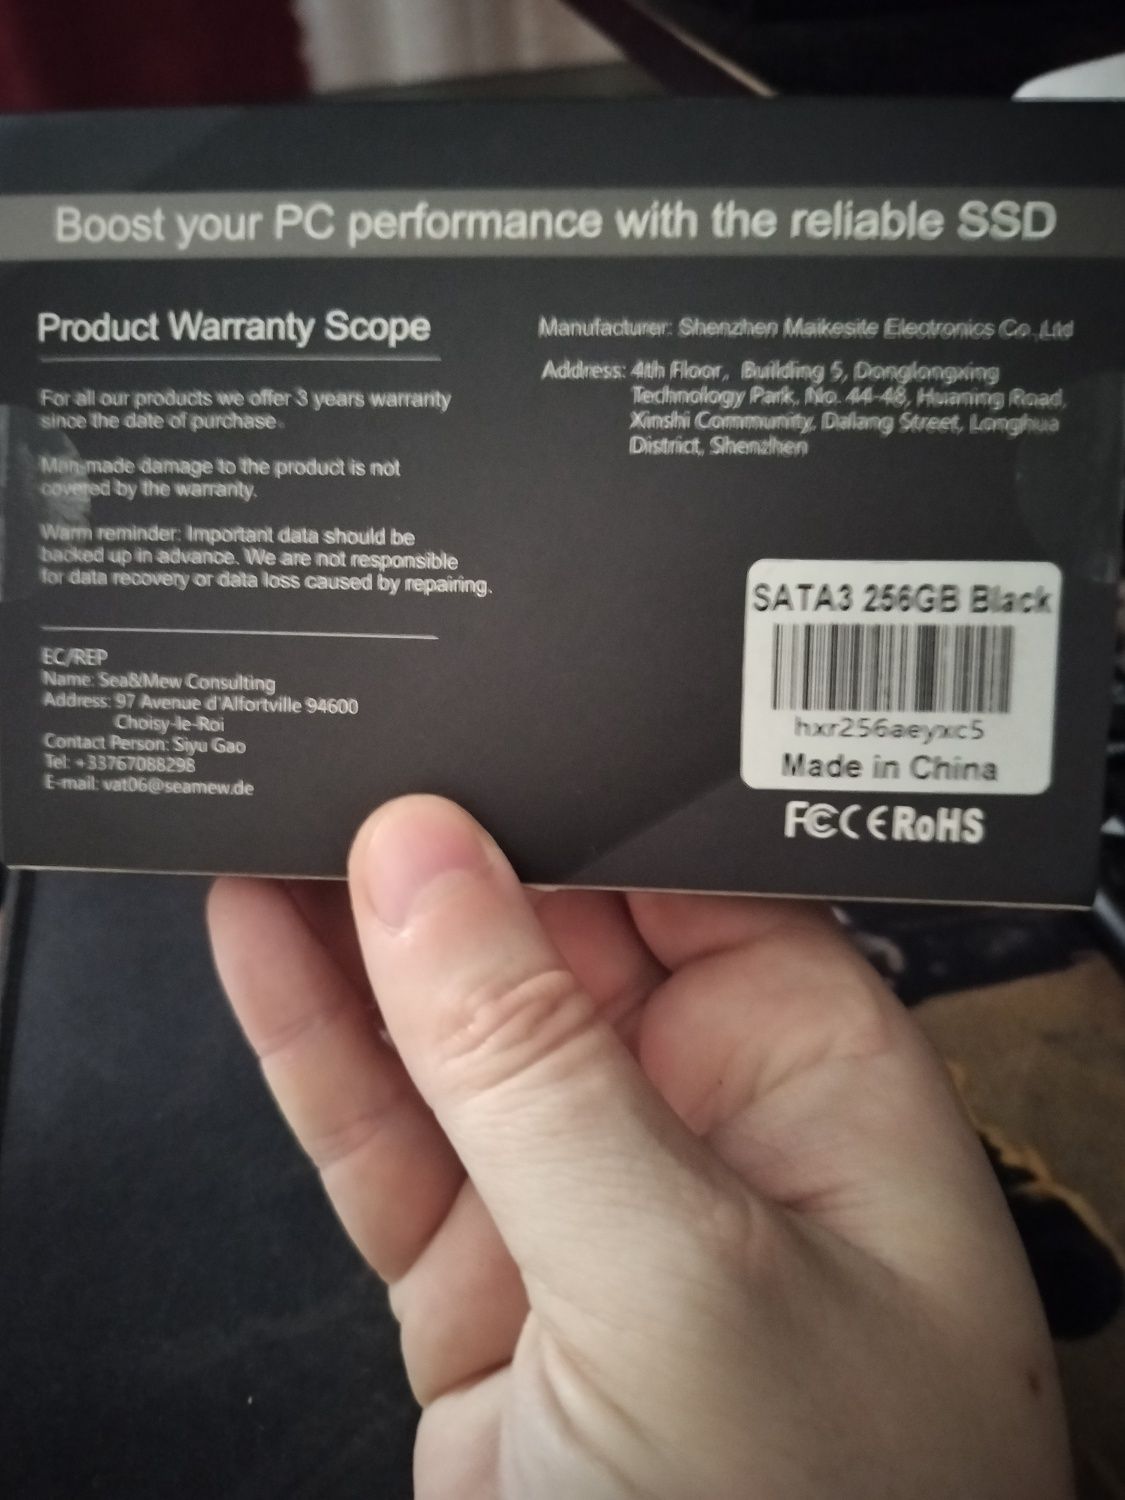 Boost your PC performance with the reliable SSD
Product Warranty Scope
For all our products we offer 3 years warranty
since the date of purchase.
Man-made damage to the product is not
covered by the warranty.
Warm reminder: Important data should be
backed up in advance. We are not responsible
for data recovery or data loss caused by repairing.
EC/REP
Name: Sea&Mew Consulting
Address: 97 Avenue d'Alfortville 94600
Choisy-le-Roi
Contact Person: Siyu Gao
Tel: +33767088298
E-mail: vat06@seamew.de
Manufacturer: Shenzhen Maikesite Electronics Co.,Ltd
Address: 4th Floor, Building 5, Donglongxing
Technology Park, No. 44-48, Huaning Road,
Xinshi Community, Dalang Street, Longhua
District, Shenzhen
SATA3 256GB Black
hxr256aeyxc5
Made in China
FC CE RoHS